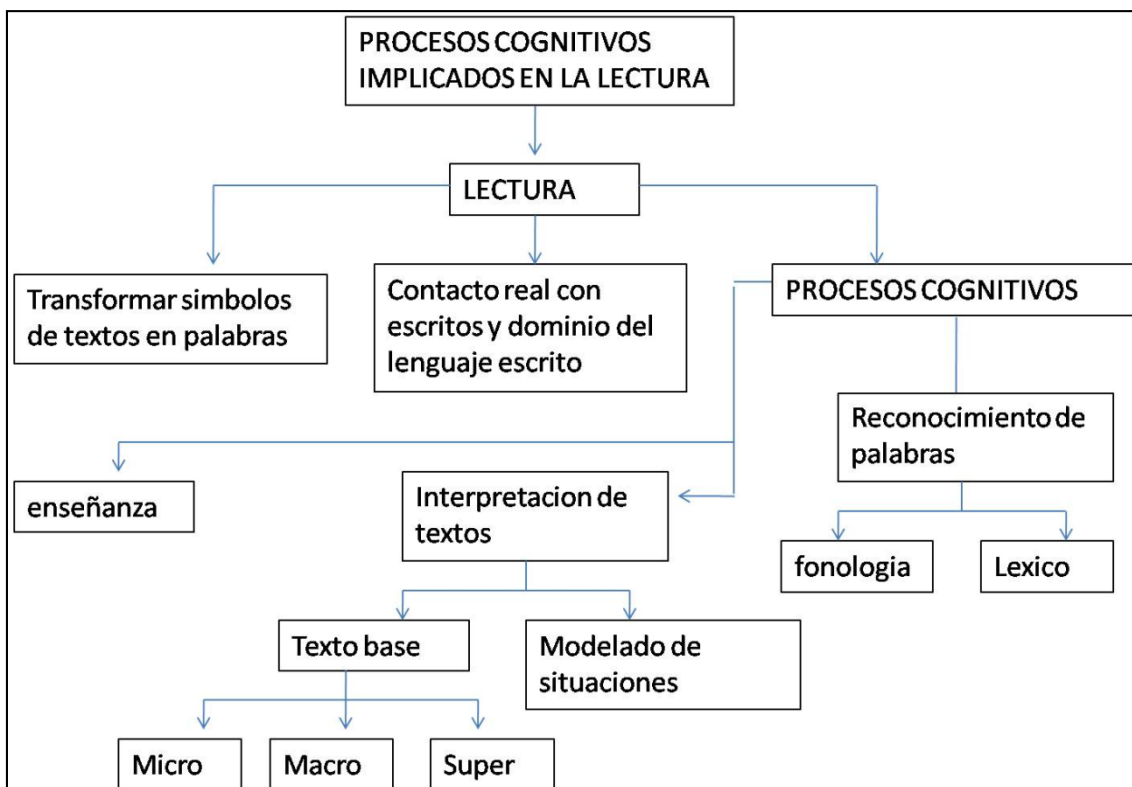 PROCESOS COGNITIVOS
IMPLICADOS EN LA LECTURA
LECTURA
Transformar simbolos
de textos en palabras
Contacto real con
escritos y dominio del
lenguaje escrito
PROCESOS COGNITIVOS
Reconocimiento de
palabras
enseñanza
Interpretacion de
textos
fonologia
Lexico
Texto base
Modelado de
situaciones
Micro
Macro
Super